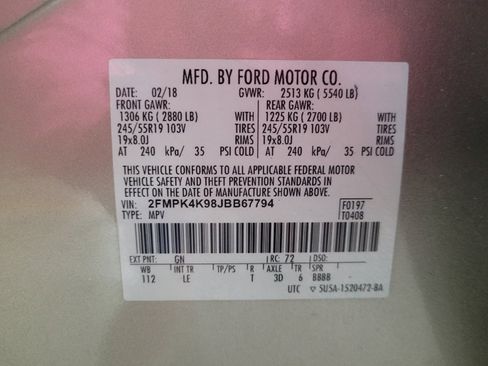 MFD. BY FORD MOTOR CO.
DATE: 02/18 GVWR: 2513 KG ( 5540 LB)
FRONT GAWR: REAR GAWR:
1306 KG ( 2880 LB) WITH 1225 KG ( 2700 LB) WITH
245/55R19 103V TIRES 245/55R19 103V TIRES
19x8.0J RIMS 19x8.0J RIMS
AT 240 kPa/ 35 PSI COLD AT 240 kPa/ 35 PSI COLD
THIS VEHICLE CONFORMS TO ALL APPLICABLE FEDERAL MOTOR
VEHICLE SAFETY AND THEFT PREVENTION STANDARDS IN
EFFECT ON THE DATE OF MANUFACTURE SHOWN ABOVE.
VIN: 2FMPK4K98JBB67794 F0197
TYPE: MPV T0408
EXT PNT: GN RC: 72 DSO:
WB INT TR TP/PS R AXLE TR SPR
112 LE T 3D 6 BBBB
UTC 5U5A-1520472-BA